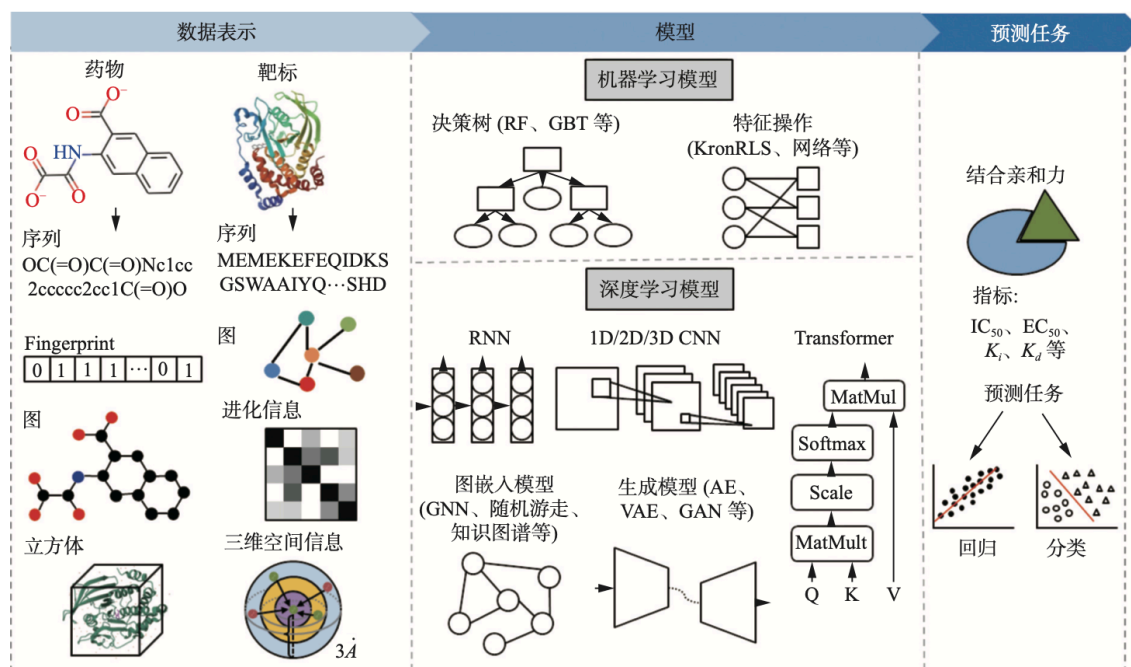 数据表示
模型
预测任务
药物
O⁻
O
HN
O
O
O⁻
序列
OC(=O)C(=O)Nc1cc
2ccccc2cc1C(=O)O
Fingerprint
0 1 1 1 ⋯ 0 1
图
立方体
靶标
序列
MEMEKEFEQIDKS
GSWAAIYQ⋯SHD
图
进化信息
三维空间信息
3Å
机器学习模型
决策树 (RF、GBT 等)
特征操作
(KronRLS、网络等)
深度学习模型
RNN
1D/2D/3D CNN
Transformer
MatMul
Softmax
Scale
MatMult
Q K V
图嵌入模型
(GNN、随机游走、
知识图谱等)
生成模型 (AE、
VAE、GAN 等)
结合亲和力
指标:
IC₅₀、EC₅₀、
Kᵢ、K_d 等
预测任务
回归
分类